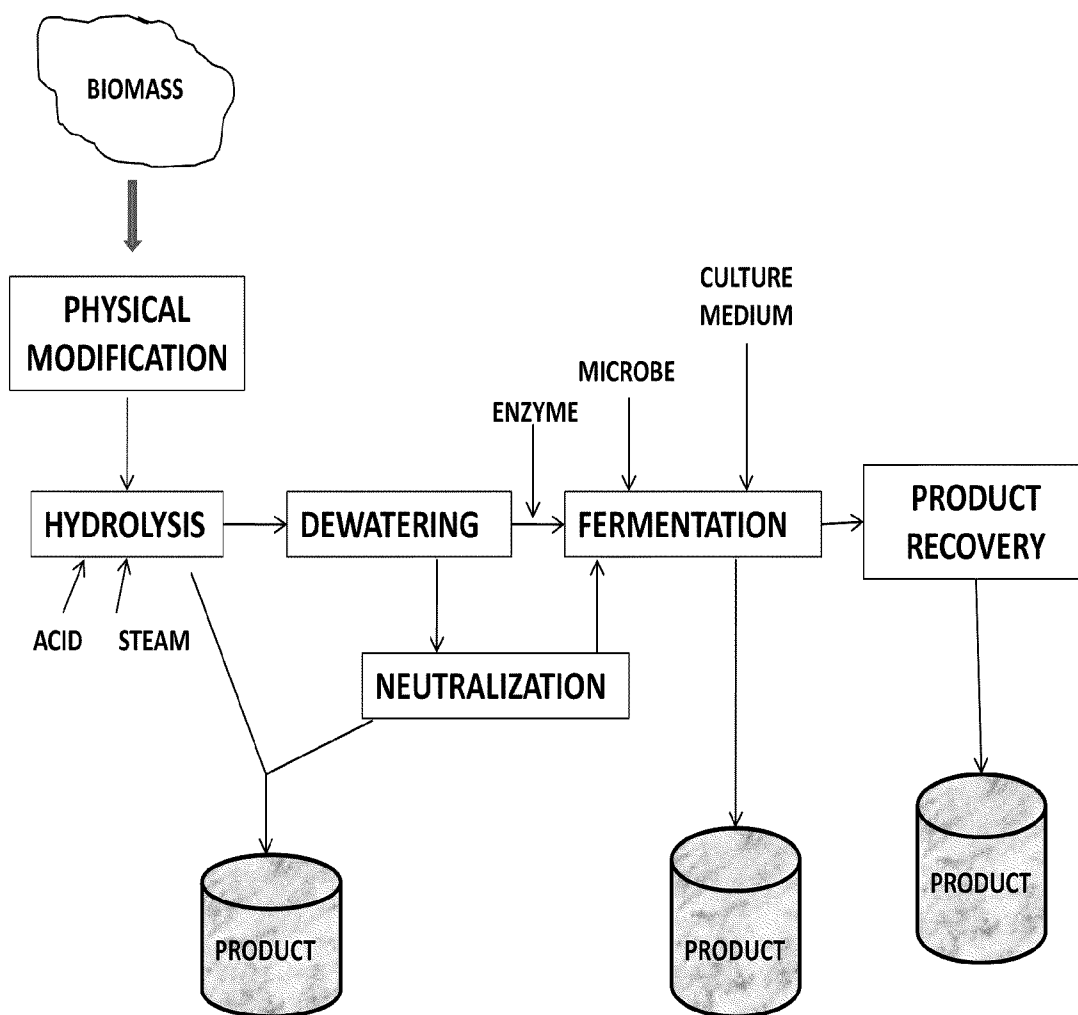 BIOMASS
PHYSICAL
MODIFICATION
CULTURE
MEDIUM
MICROBE
ENZYME
HYDROLYSIS
DEWATERING
FERMENTATION
PRODUCT
RECOVERY
ACID
STEAM
NEUTRALIZATION
PRODUCT
PRODUCT
PRODUCT